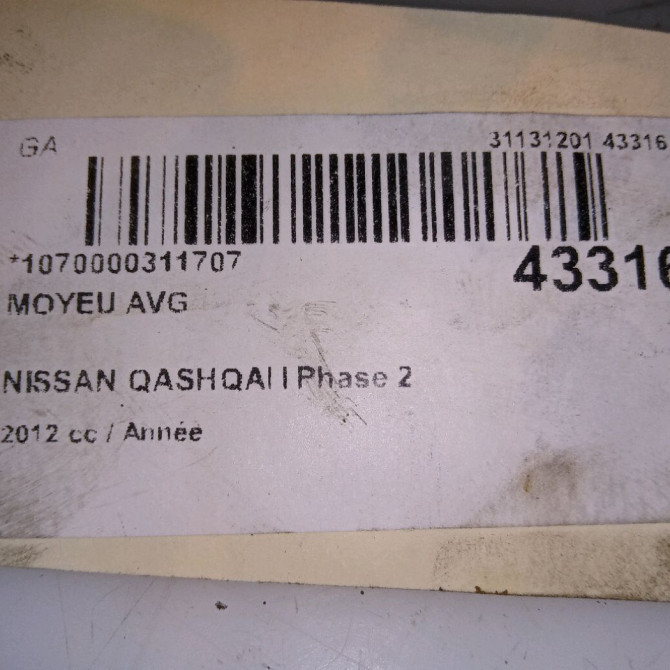 GA 31131201 43316
*1070000311707 43316
MOYEU AVG
NISSAN QASHQAI I Phase 2
2012 cc / Année